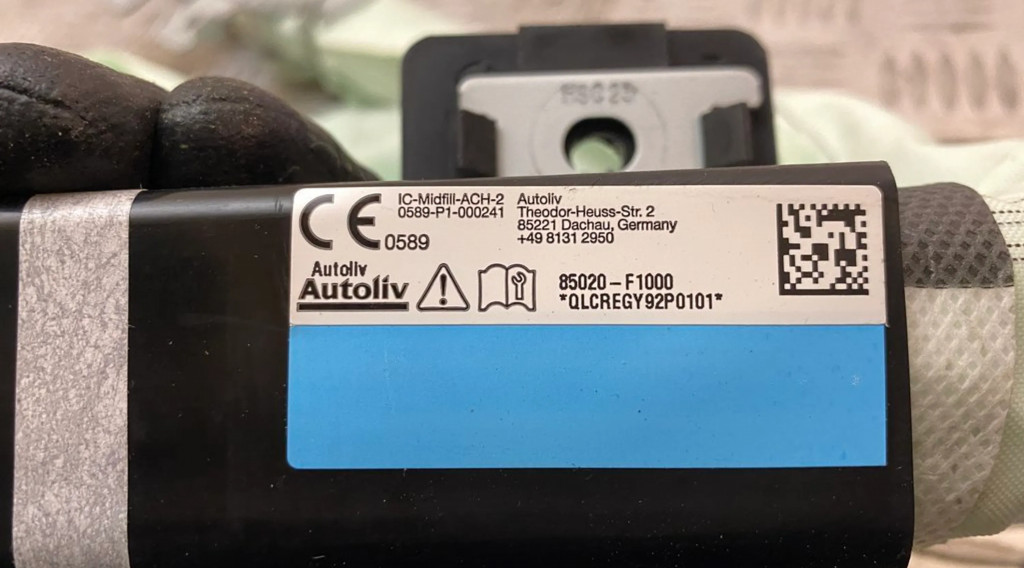 CE 0589
IC-Midfill-ACH-2
0589-P1-000241
Autoliv
Theodor-Heuss-Str. 2
85221 Dachau, Germany
+49 8131 2950
Autoliv
Autoliv
85020-F1000
*QLCREGY92P0101*